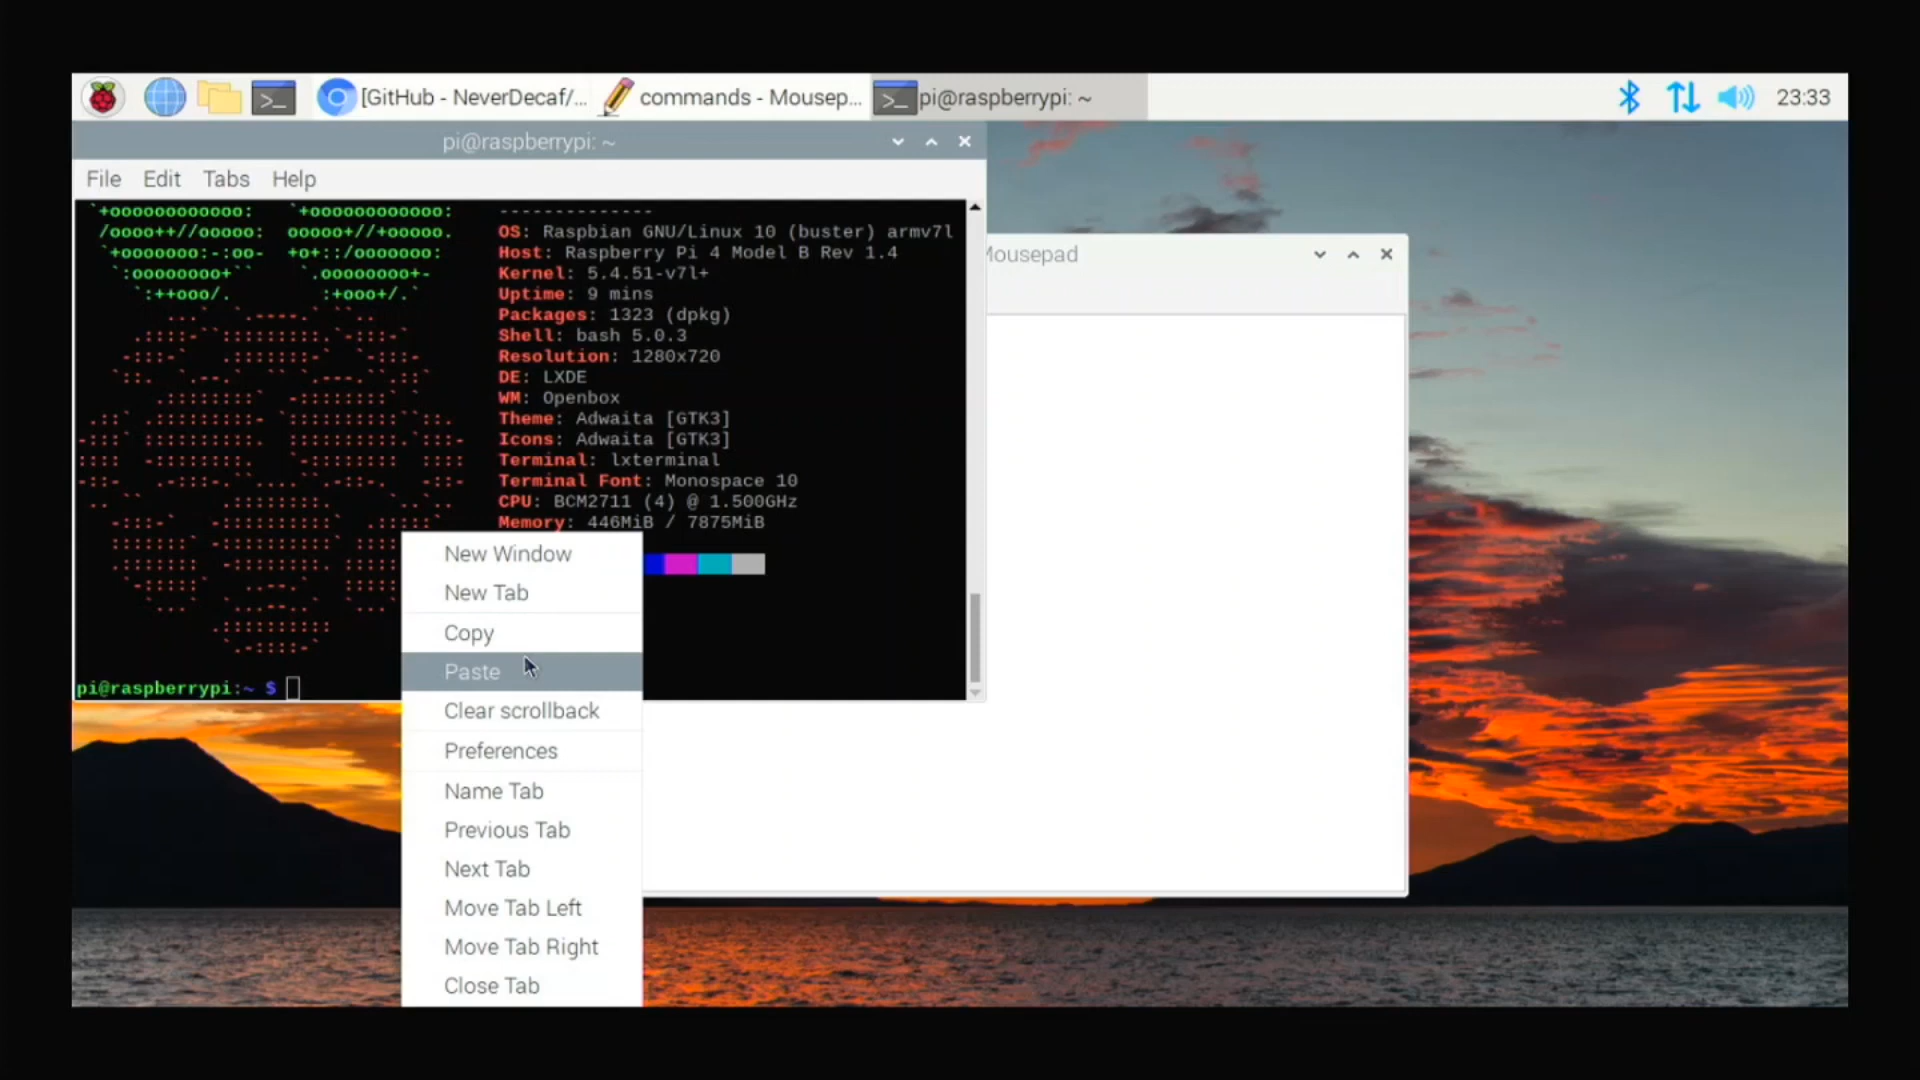 [GitHub - NeverDecaf/... commands - Mousep... pi@raspberrypi: ~ 23:33
pi@raspberrypi: ~
File Edit Tabs Help
Mousepad
--------------
OS: Raspbian GNU/Linux 10 (buster) armv7l
Host: Raspberry Pi 4 Model B Rev 1.4
Kernel: 5.4.51-v7l+
Uptime: 9 mins
Packages: 1323 (dpkg)
Shell: bash 5.0.3
Resolution: 1280x720
DE: LXDE
WM: Openbox
Theme: Adwaita [GTK3]
Icons: Adwaita [GTK3]
Terminal: lxterminal
Terminal Font: Monospace 10
CPU: BCM2711 (4) @ 1.500GHz
Memory: 446MiB / 7875MiB
pi@raspberrypi:~ $
New Window
New Tab
Copy
Paste
Clear scrollback
Preferences
Name Tab
Previous Tab
Next Tab
Move Tab Left
Move Tab Right
Close Tab